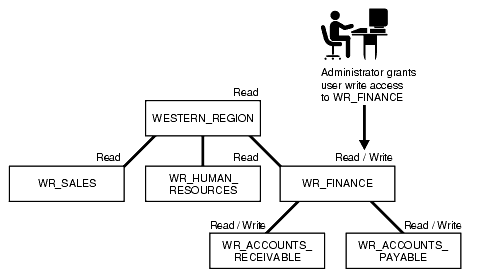 Administrator grants
user write access
to WR_FINANCE
Read
WESTERN_REGION
Read
WR_SALES
Read
WR_HUMAN_
RESOURCES
Read / Write
WR_FINANCE
Read / Write
WR_ACCOUNTS_
RECEIVABLE
Read / Write
WR_ACCOUNTS_
PAYABLE